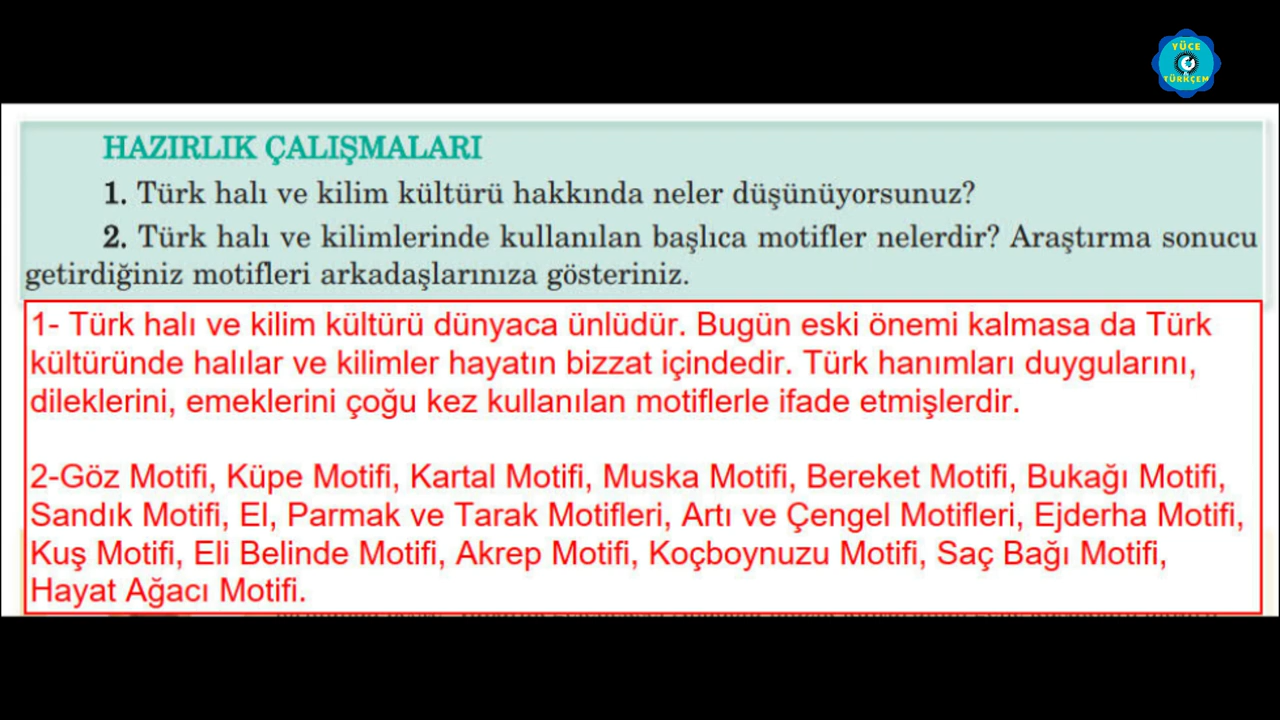 YÜCE
TÜRKÇEM
HAZIRLIK ÇALIŞMALARI
1. Türk halı ve kilim kültürü hakkında neler düşünüyorsunuz?
2. Türk halı ve kilimlerinde kullanılan başlıca motifler nelerdir? Araştırma sonucu
getirdiğiniz motifleri arkadaşlarınıza gösteriniz.
1- Türk halı ve kilim kültürü dünyaca ünlüdür. Bugün eski önemi kalmasa da Türk
kültüründe halılar ve kilimler hayatın bizzat içindedir. Türk hanımları duygularını,
dileklerini, emeklerini çoğu kez kullanılan motiflerle ifade etmişlerdir.
2-Göz Motifi, Küpe Motifi, Kartal Motifi, Muska Motifi, Bereket Motifi, Bukağı Motifi,
Sandık Motifi, El, Parmak ve Tarak Motifleri, Artı ve Çengel Motifleri, Ejderha Motifi,
Kuş Motifi, Eli Belinde Motifi, Akrep Motifi, Koçboynuzu Motifi, Saç Bağı Motifi,
Hayat Ağacı Motifi.